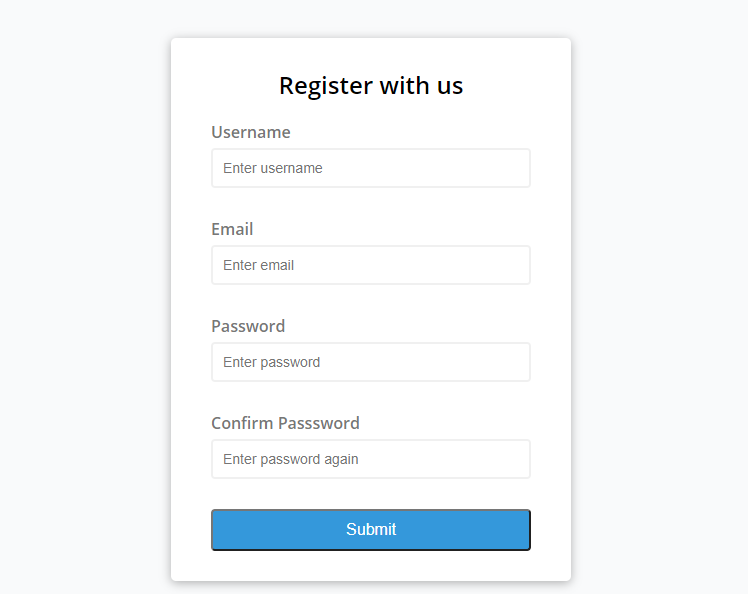 Register with us
Username
Enter username
Email
Enter email
Password
Enter password
Confirm Passsword
Enter password again
Submit